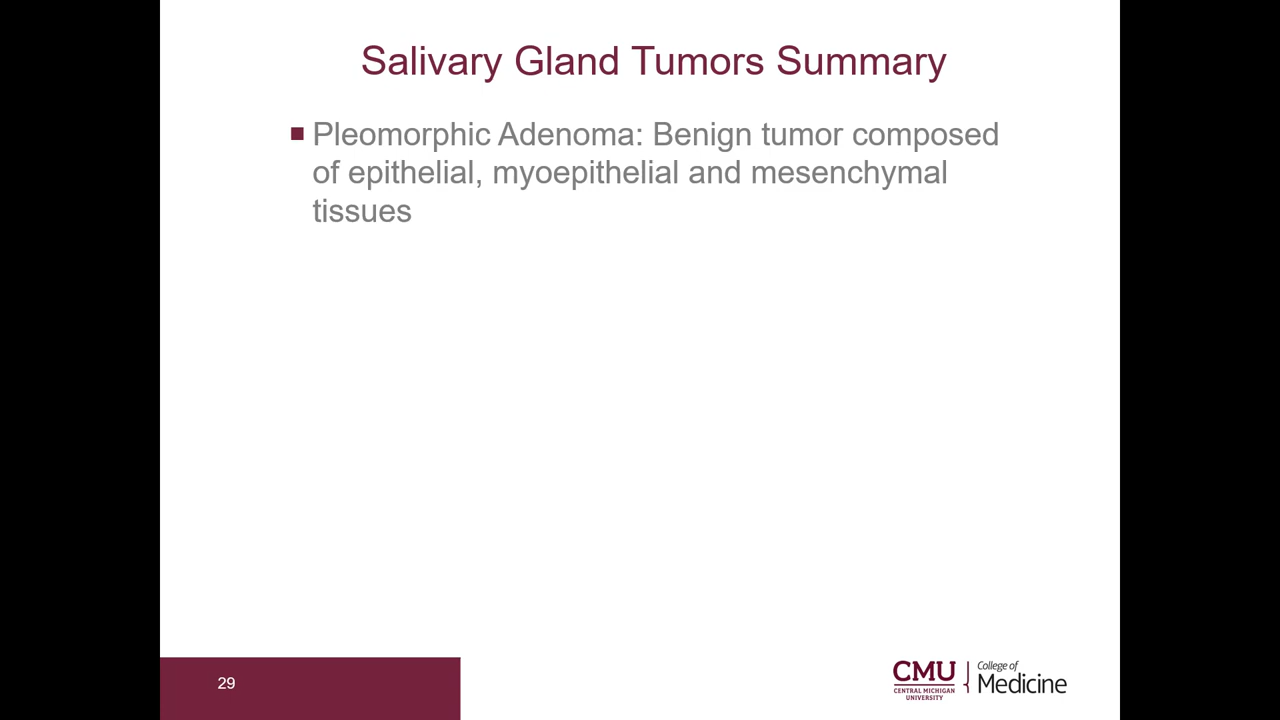 Salivary Gland Tumors Summary
Pleomorphic Adenoma: Benign tumor composed
of epithelial, myoepithelial and mesenchymal
tissues
29
CMU
CENTRAL MICHIGAN
UNIVERSITY
College of
Medicine